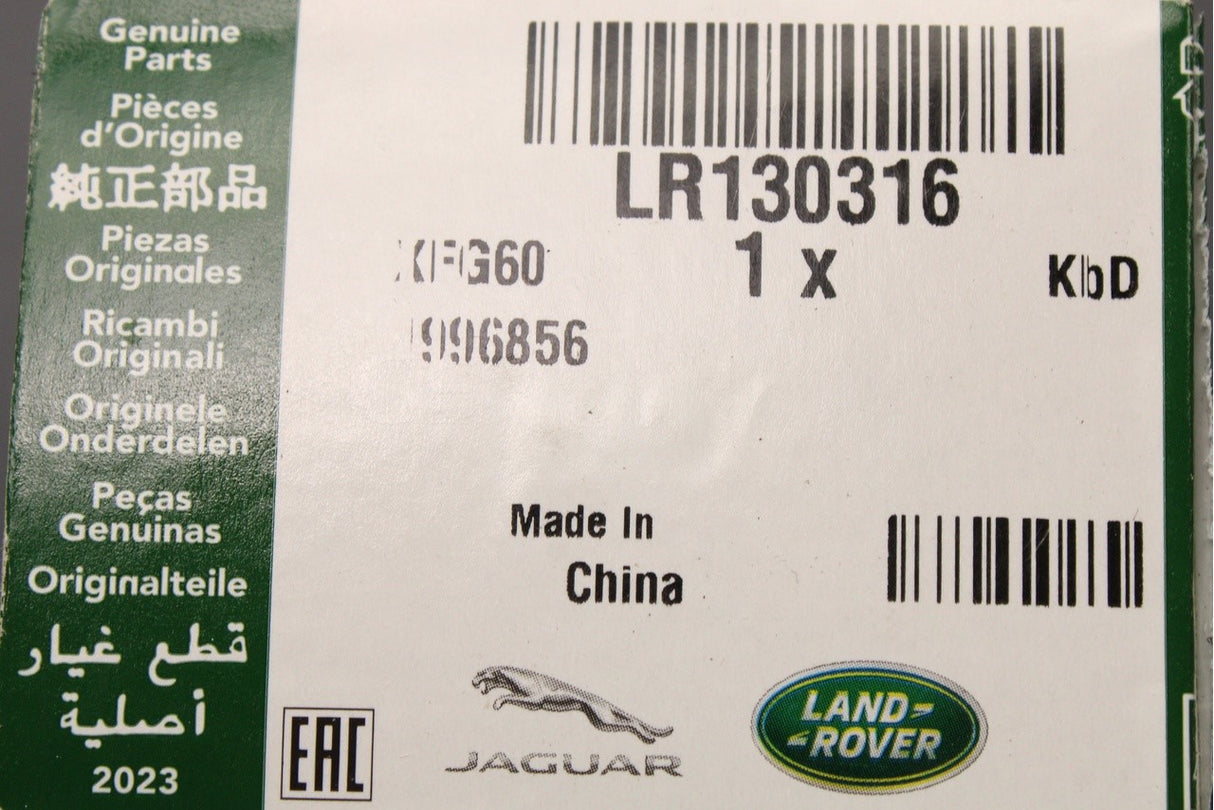 Genuine
Parts
Pièces
d'Origine
純正部品
Piezas
Originales
Ricambi
Originali
Originele
Onderdelen
Peças
Genuinas
Originalteile
قطع غيار
أصلية
2023
LR130316
1 x
KbD
Made In
China
EAC
JAGUAR
LAND
ROVER